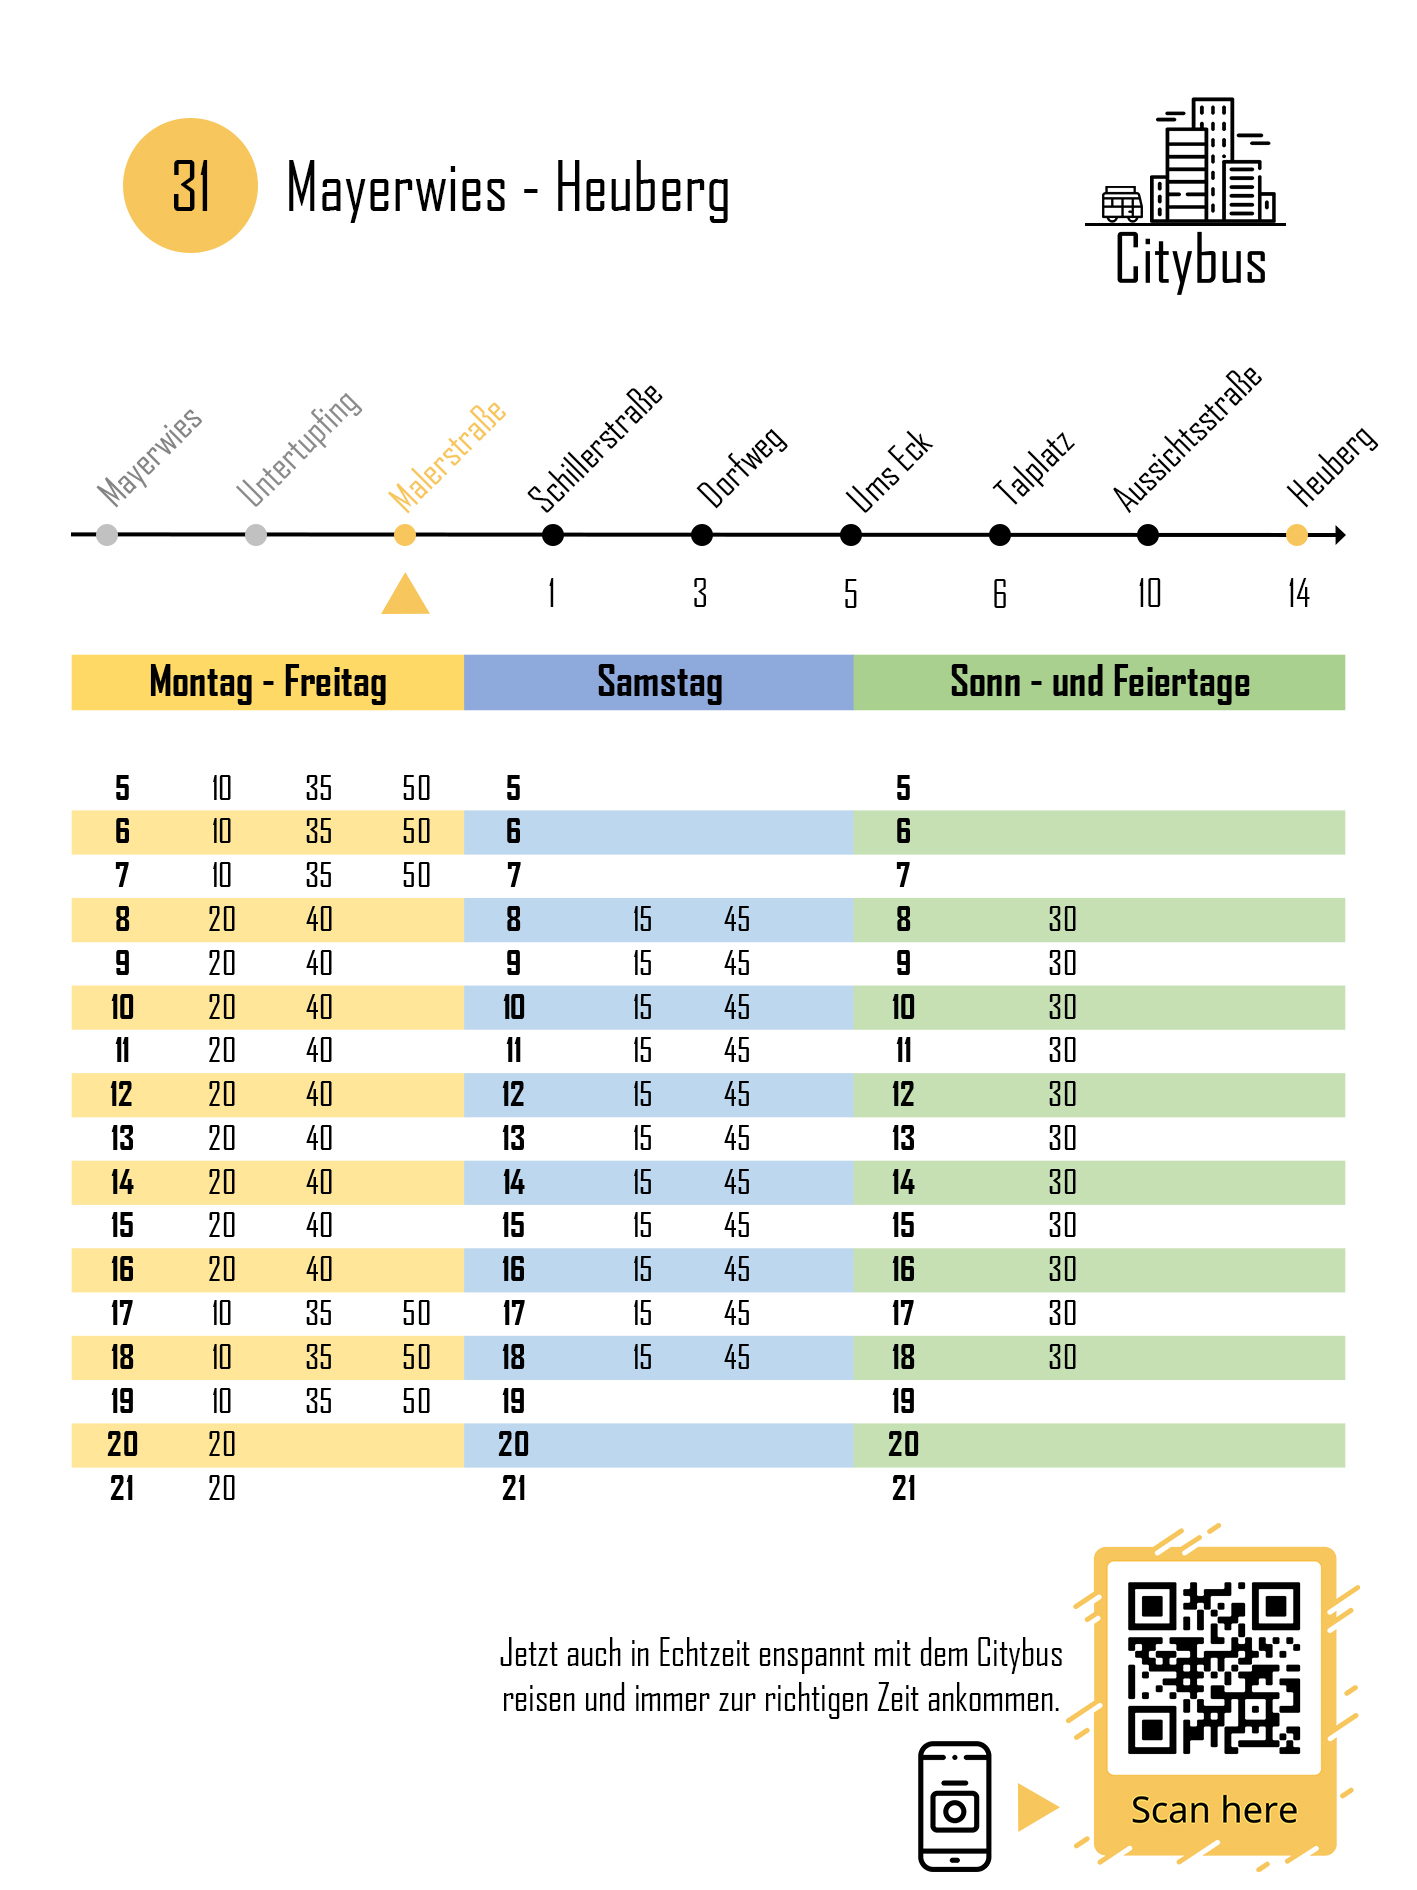 31 Mayerwies - Heuberg
Citybus
Mayerwies Untertupfing Malerstraße Schillerstraße Dorfweg Ums Eck Talplatz Aussichtsstraße Heuberg
1 3 5 6 10 14
Montag - Freitag Samstag Sonn - und Feiertage
5 10 35 50 5 5
6 10 35 50 6 6
7 10 35 50 7 7
8 20 40 8 15 45 8 30
9 20 40 9 15 45 9 30
10 20 40 10 15 45 10 30
11 20 40 11 15 45 11 30
12 20 40 12 15 45 12 30
13 20 40 13 15 45 13 30
14 20 40 14 15 45 14 30
15 20 40 15 15 45 15 30
16 20 40 16 15 45 16 30
17 10 35 50 17 15 45 17 30
18 10 35 50 18 15 45 18 30
19 10 35 50 19 19
20 20 20 20
21 20 21 21
Jetzt auch in Echtzeit enspannt mit dem Citybus
reisen und immer zur richtigen Zeit ankommen.
Scan here